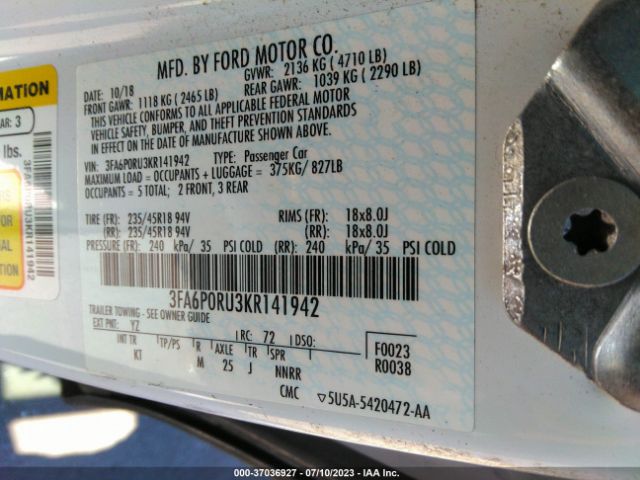 MFD. BY FORD MOTOR CO.
DATE: 10/18 GVWR: 2136 KG (4710 LB)
FRONT GAWR: 1118 KG (2465 LB) REAR GAWR: 1039 KG (2290 LB)
THIS VEHICLE CONFORMS TO ALL APPLICABLE FEDERAL MOTOR
VEHICLE SAFETY, BUMPER, AND THEFT PREVENTION STANDARDS
IN EFFECT ON THE DATE OF MANUFACTURE SHOWN ABOVE.
VIN: 3FA6P0RU3KR141942 TYPE: Passenger Car
MAXIMUM LOAD = OCCUPANTS + LUGGAGE = 375KG/ 827LB
OCCUPANTS = 5 TOTAL; 2 FRONT, 3 REAR
TIRE (FR): 235/45R18 94V RIMS (FR): 18x8.0J
(RR): 235/45R18 94V (RR): 18x8.0J
PRESSURE (FR): 240 kPa/ 35 PSI COLD (RR): 240 kPa/ 35 PSI COLD
3FA6P0RU3KR141942
TRAILER TOWING - SEE OWNER GUIDE
EXT PNT: YZ RC: 72 DSO: F0023
INT TR TP/PS R AXLE TR SPR R0038
KT M 25 J NNRR
CMC 5U5A-5420472-AA
MATION
AR: 3
lbs.
000-37036927 - 07/10/2023 - IAA Inc.